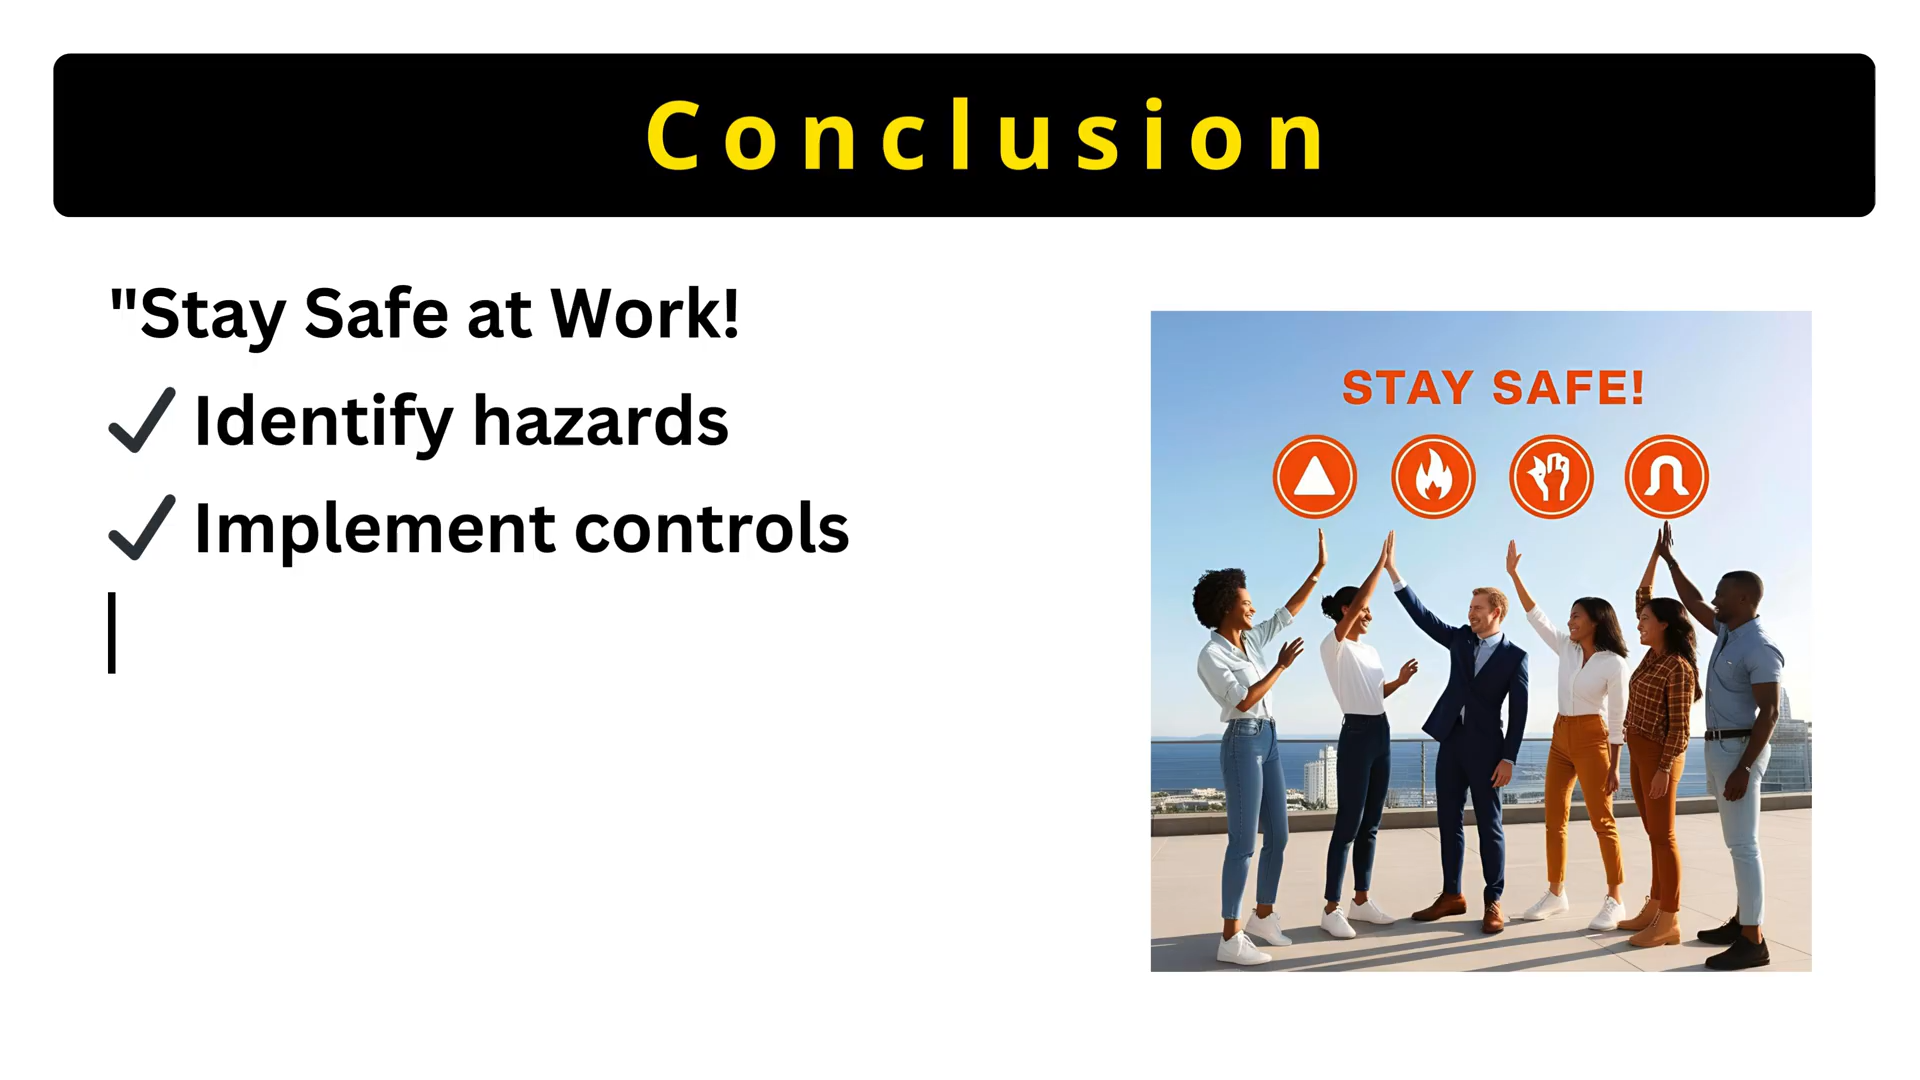 Conclusion
"Stay Safe at Work!
✓ Identify hazards
✓ Implement controls
STAY SAFE!